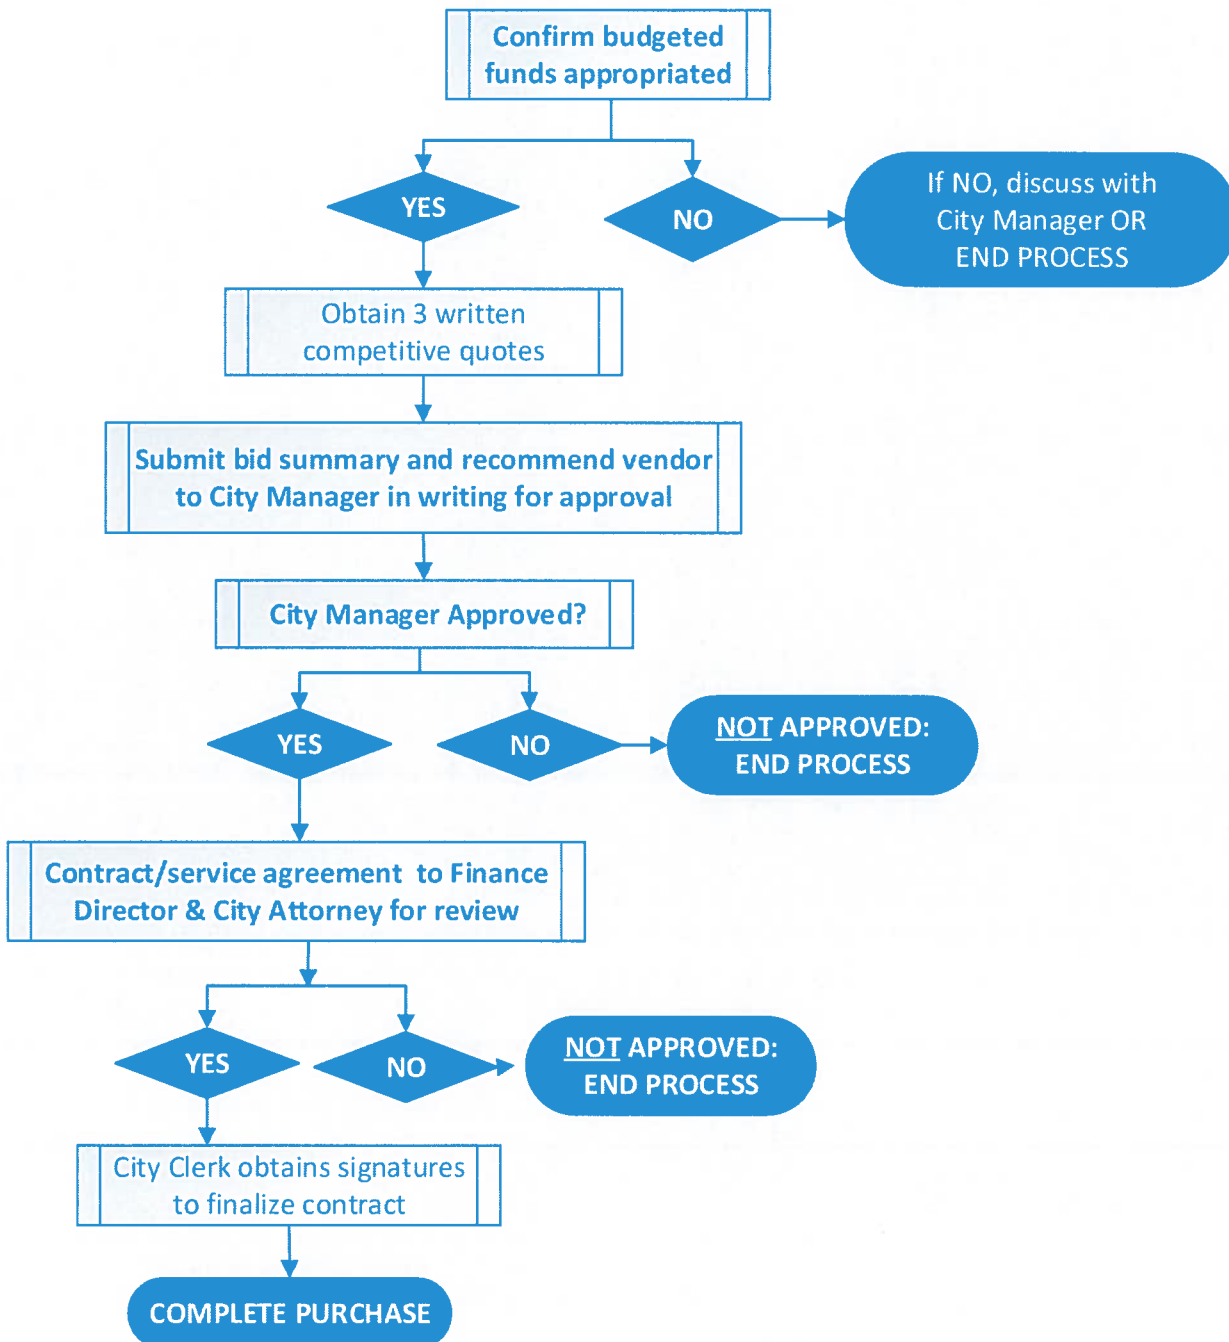 Confirm budgeted
funds appropriated
YES
NO
If NO, discuss with
City Manager OR
END PROCESS
Obtain 3 written
competitive quotes
Submit bid summary and recommend vendor
to City Manager in writing for approval
City Manager Approved?
YES
NO
NOT APPROVED:
END PROCESS
Contract/service agreement to Finance
Director & City Attorney for review
YES
NO
NOT APPROVED:
END PROCESS
City Clerk obtains signatures
to finalize contract
COMPLETE PURCHASE